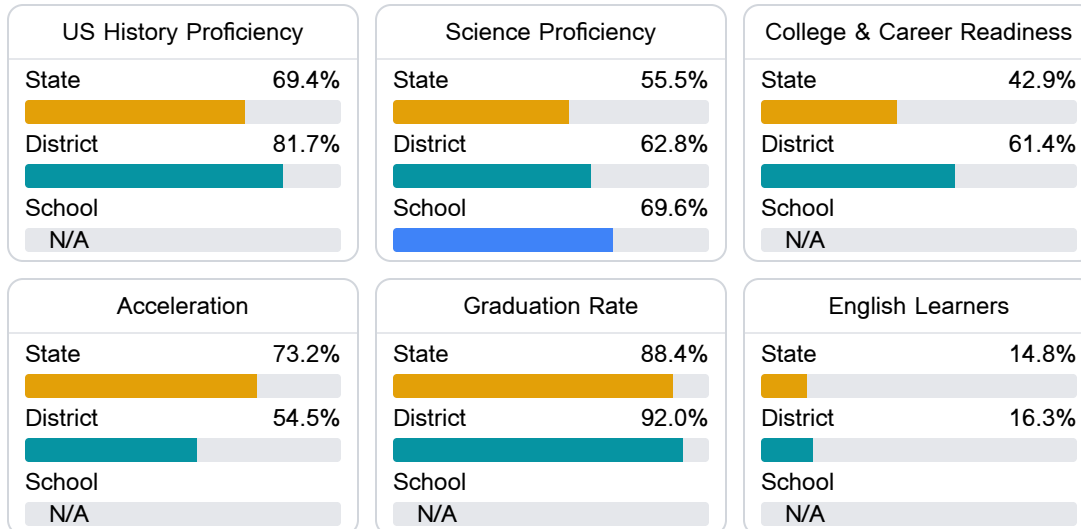 US History Proficiency
State 69.4%
District 81.7%
School
N/A
Science Proficiency
State 55.5%
District 62.8%
School 69.6%
College & Career Readiness
State 42.9%
District 61.4%
School
N/A
Acceleration
State 73.2%
District 54.5%
School
N/A
Graduation Rate
State 88.4%
District 92.0%
School
N/A
English Learners
State 14.8%
District 16.3%
School
N/A